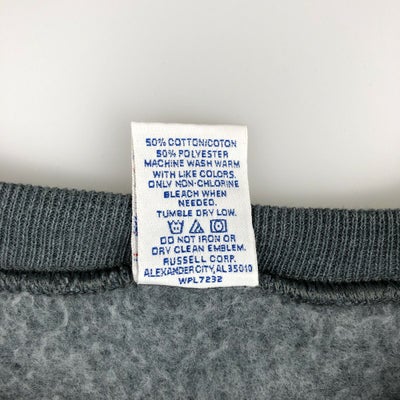 50% COTTON/COTON
50% POLYESTER
MACHINE WASH WARM
WITH LIKE COLORS.
ONLY NON-CHLORINE
BLEACH WHEN
NEEDED.
TUMBLE DRY LOW.
DO NOT IRON OR
DRY CLEAN EMBLEM.
RUSSELL CORP.
ALEXANDER CITY, AL 35010
WPL7232